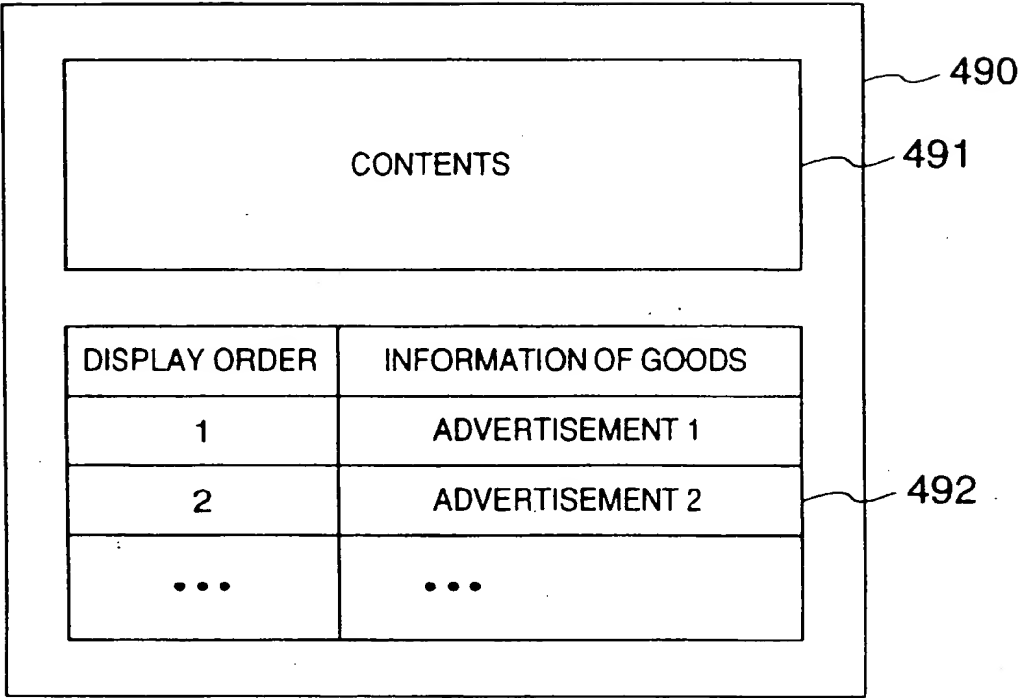 490
CONTENTS
491
DISPLAY ORDER INFORMATION OF GOODS
1 ADVERTISEMENT 1
2 ADVERTISEMENT 2
492
••• •••